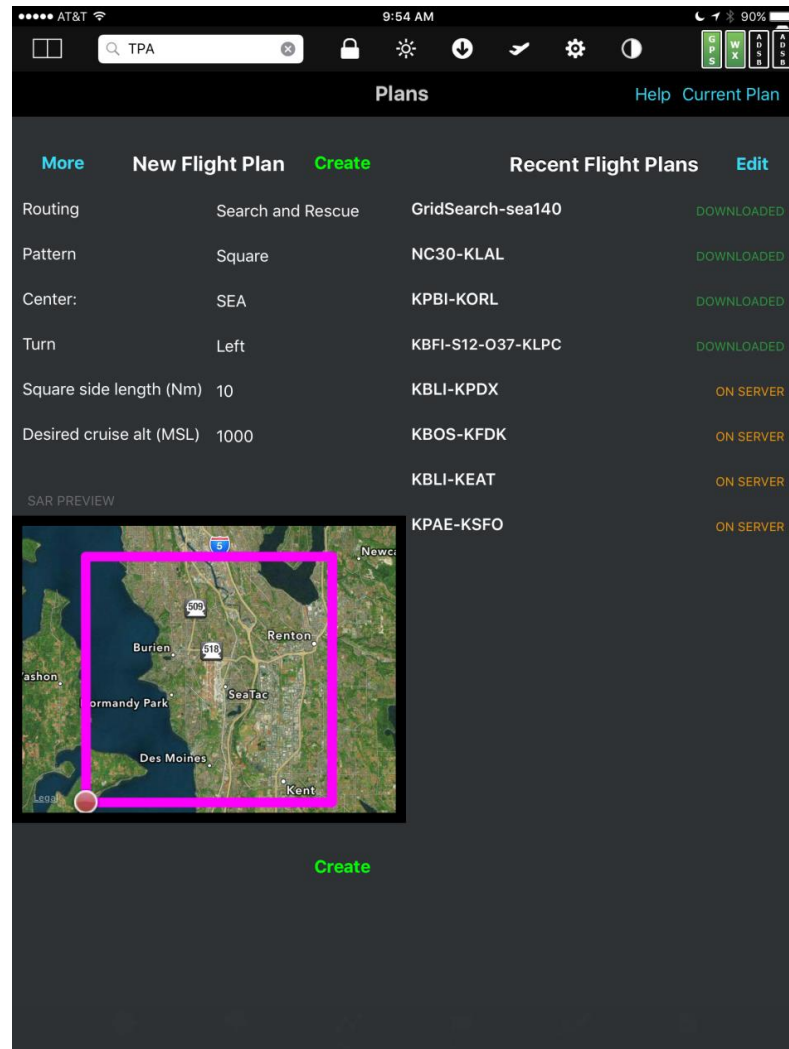 ●●●●● AT&T 9:54 AM 90%
TPA GPS WX ADSB ADSB
Plans Help Current Plan
More New Flight Plan Create
Routing Search and Rescue
Pattern Square
Center: SEA
Turn Left
Square side length (Nm) 10
Desired cruise alt (MSL) 1000
SAR PREVIEW
5
Newca
509
Renton
Burien 518
ashon
SeaTac
ormandy Park
Des Moines
Kent
Legal
Create
Recent Flight Plans Edit
GridSearch-sea140 DOWNLOADED
NC30-KLAL DOWNLOADED
KPBI-KORL DOWNLOADED
KBFI-S12-O37-KLPC DOWNLOADED
KBLI-KPDX ON SERVER
KBOS-KFDK ON SERVER
KBLI-KEAT ON SERVER
KPAE-KSFO ON SERVER